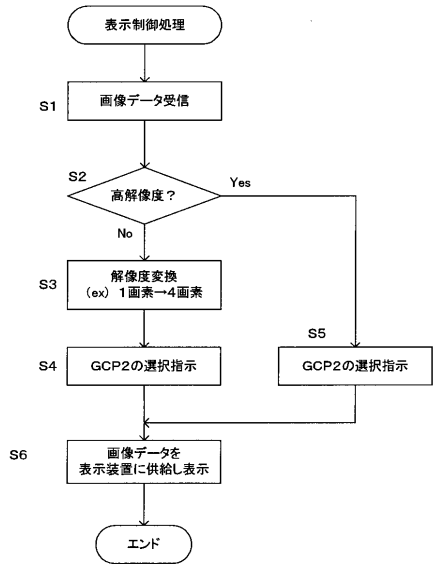 表示制御処理
S1
画像データ受信
S2
高解像度？
Yes
No
S3
解像度変換
(ex) 1画素→4画素
S5
S4
GCP2の選択指示
GCP2の選択指示
S6
画像データを
表示装置に供給し表示
エンド